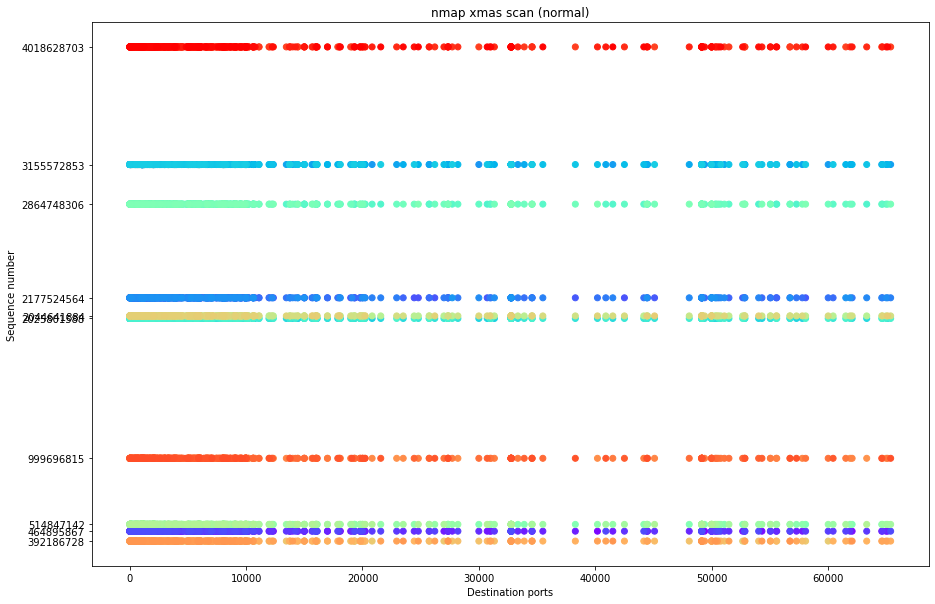 nmap xmas scan (normal)
4018628703
3155572853
2864748306
2177524564
999696815
514847142
464895867
392186728
Sequence number
0 10000 20000 30000 40000 50000 60000
Destination ports